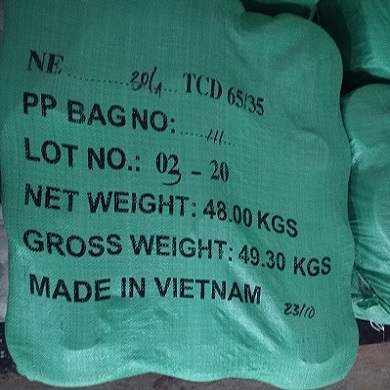 NE ........ 30/1 ... TCD 65/35
PP BAG NO: ...111...
LOT NO.: 03 - 20
NET WEIGHT: 48.00 KGS
GROSS WEIGHT: 49.30 KGS
MADE IN VIETNAM
23/10